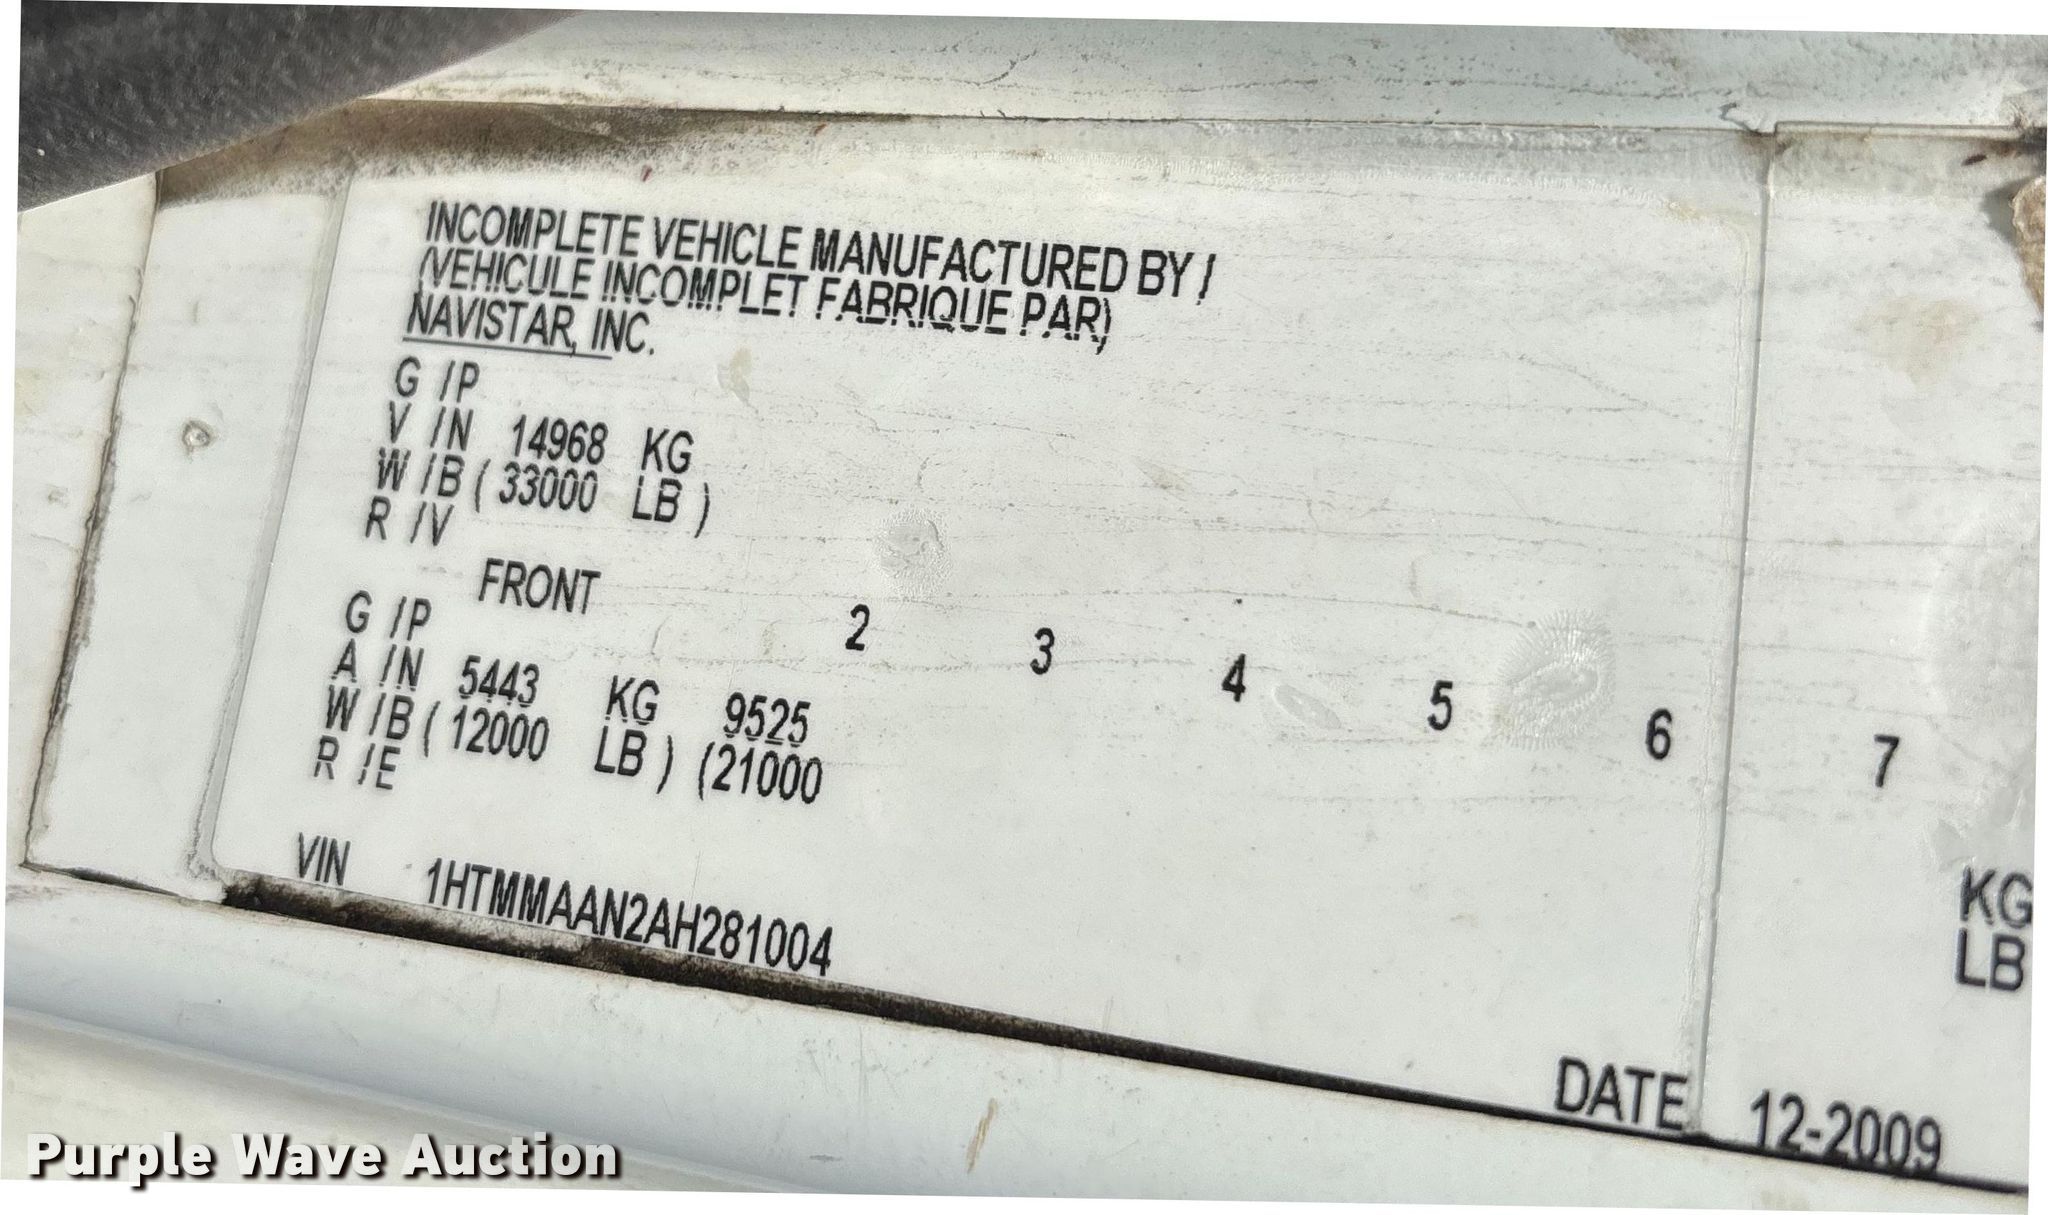 INCOMPLETE VEHICLE MANUFACTURED BY /
(VEHICULE INCOMPLET FABRIQUE PAR)
NAVISTAR, INC.
G /P
V /N 14968 KG
W /B ( 33000 LB )
R /V
FRONT 2 3 4 5 6 7
G /P
A /N 5443 KG 9525 KG
W /B ( 12000 LB ) (21000 LB
R /E
VIN 1HTMMAAN2AH281004
DATE 12-2009
Purple Wave Auction